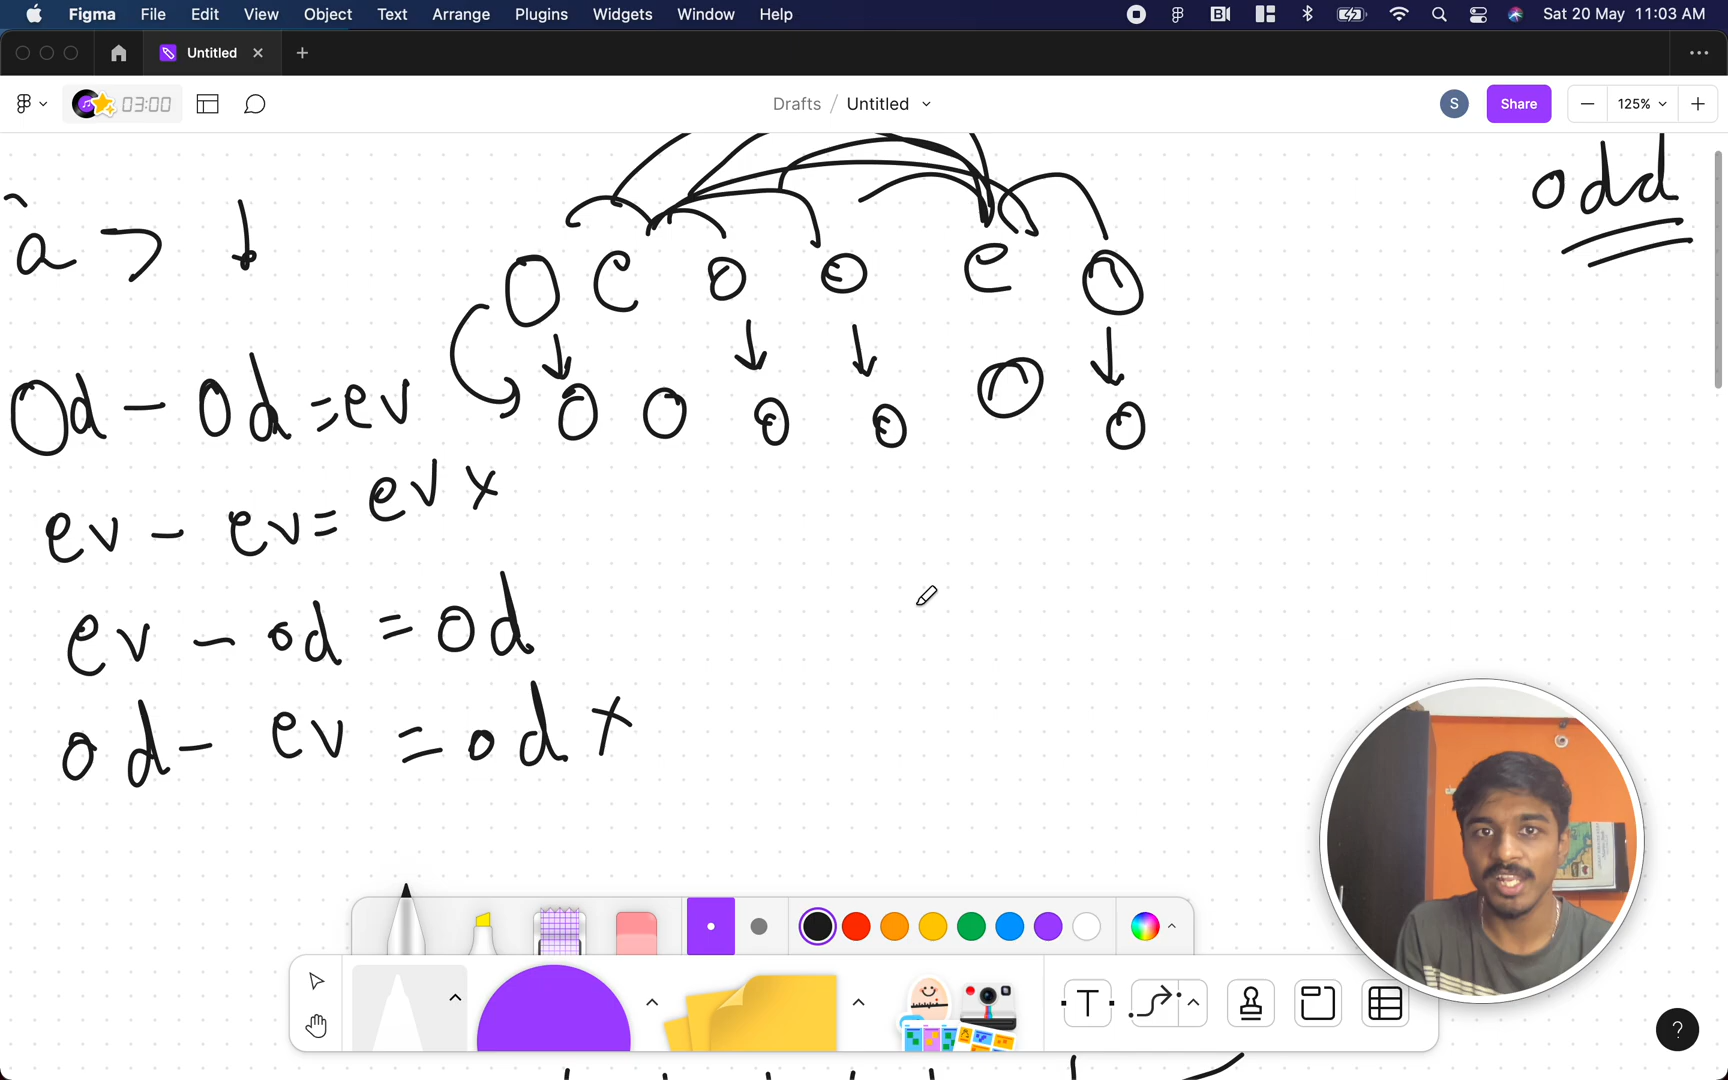 Figma File Edit View Object Text Arrange Plugins Widgets Window Help Sat 20 May 11:03 AM
Untitled
03:00 Drafts / Untitled S Share 125%
odd
a >
O e o o e O
O O O O O O
Od - Od = ev
ev - ev = ev x
ev - od = od
od - ev = od x
T
?